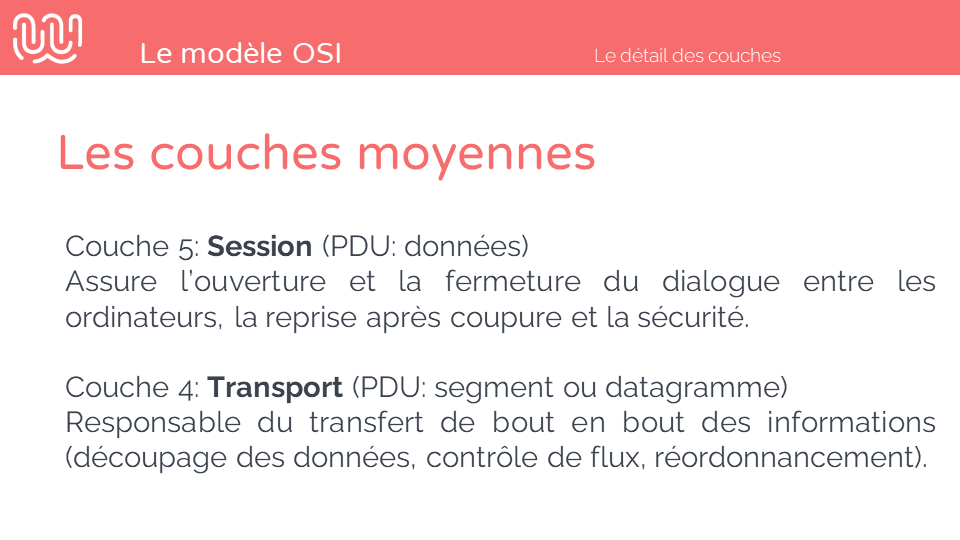 Le modèle OSI
Le détail des couches
Les couches moyennes
Couche 5: Session (PDU: données)
Assure l’ouverture et la fermeture du dialogue entre les
ordinateurs, la reprise après coupure et la sécurité.
Couche 4: Transport (PDU: segment ou datagramme)
Responsable du transfert de bout en bout des informations
(découpage des données, contrôle de flux, réordonnancement).